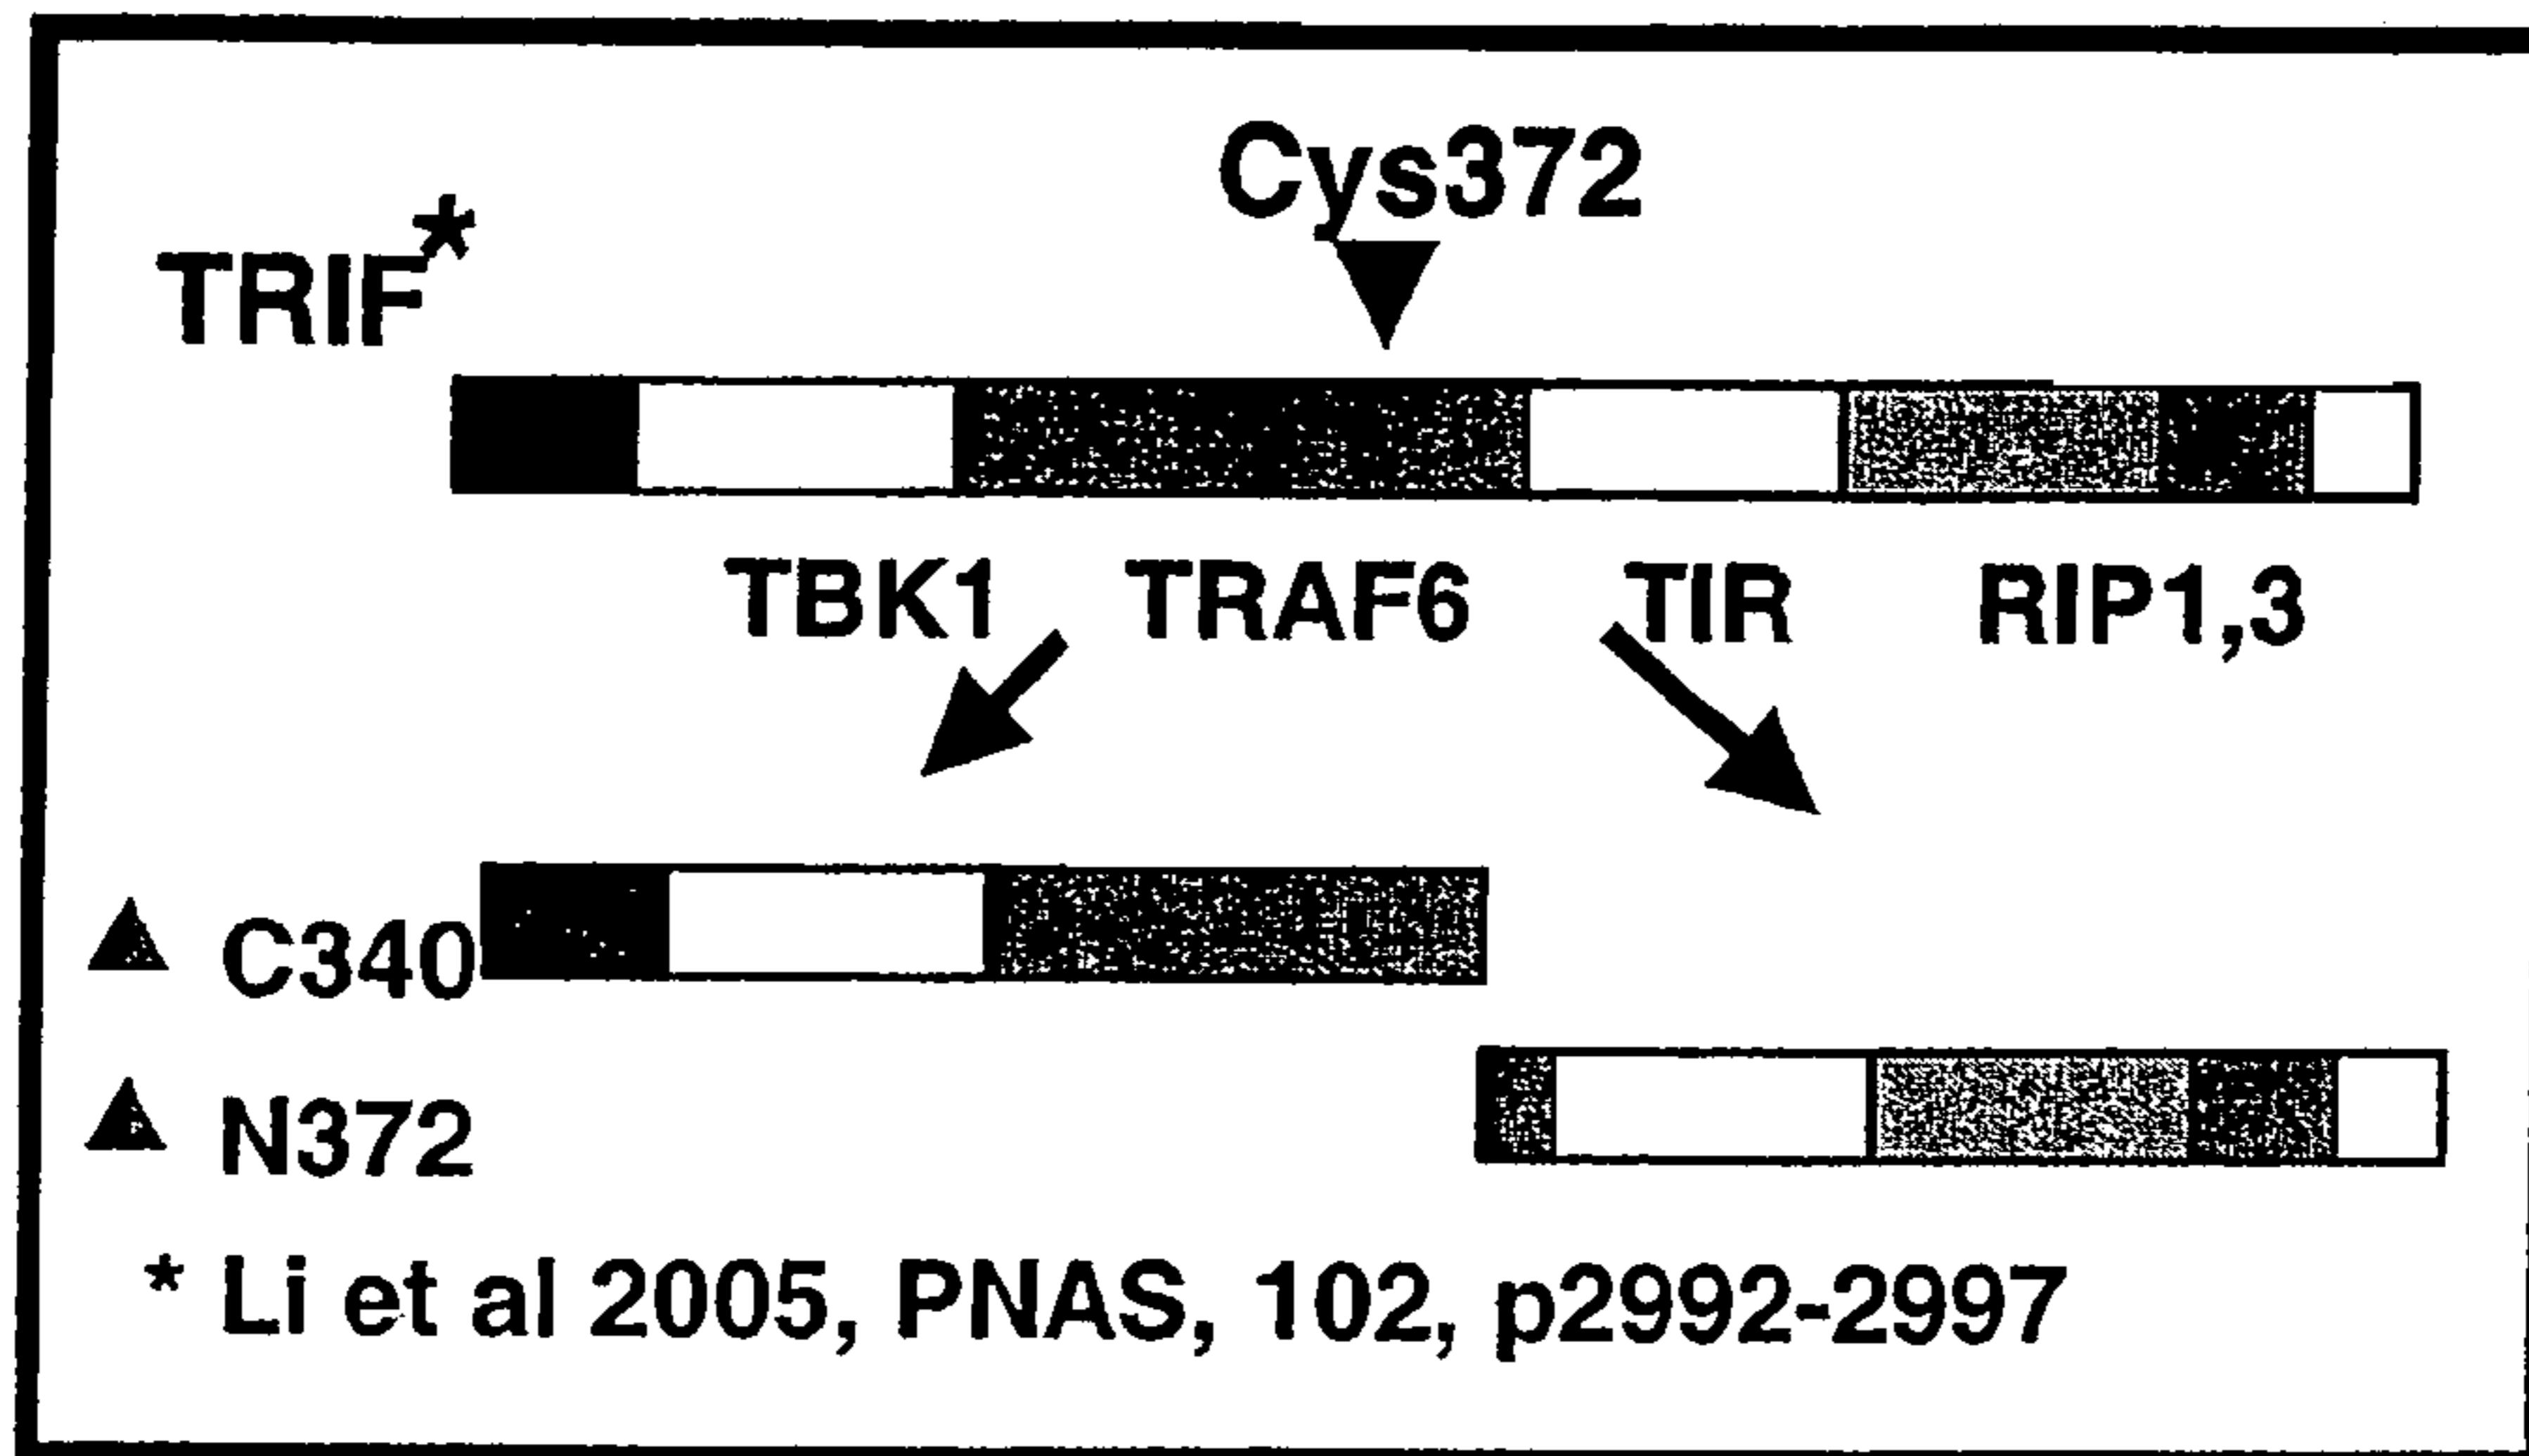 Cys372
TRIF*
TBK1 TRAF6 TIR RIP1,3
▲ C340
▲ N372
* Li et al 2005, PNAS, 102, p2992-2997